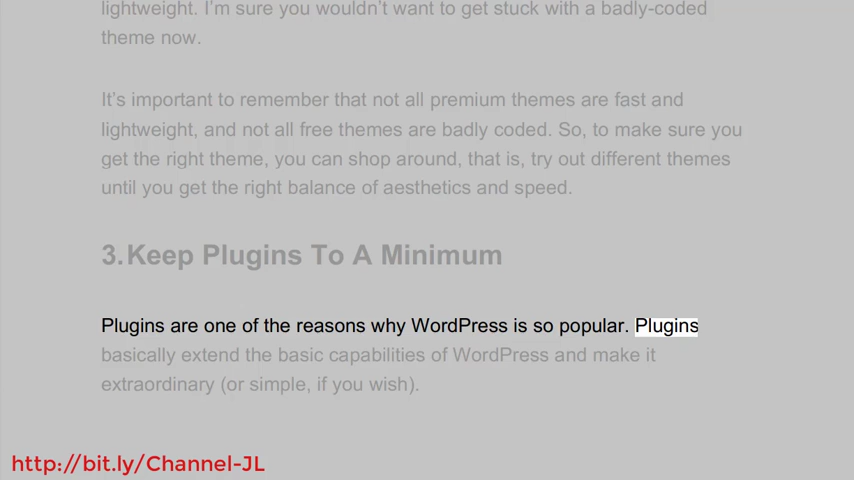 lightweight. I’m sure you wouldn’t want to get stuck with a badly-coded
theme now.
It’s important to remember that not all premium themes are fast and
lightweight, and not all free themes are badly coded. So, to make sure you
get the right theme, you can shop around, that is, try out different themes
until you get the right balance of aesthetics and speed.
3.Keep Plugins To A Minimum
Plugins are one of the reasons why WordPress is so popular. Plugins
basically extend the basic capabilities of WordPress and make it
extraordinary (or simple, if you wish).
http://bit.ly/Channel-JL